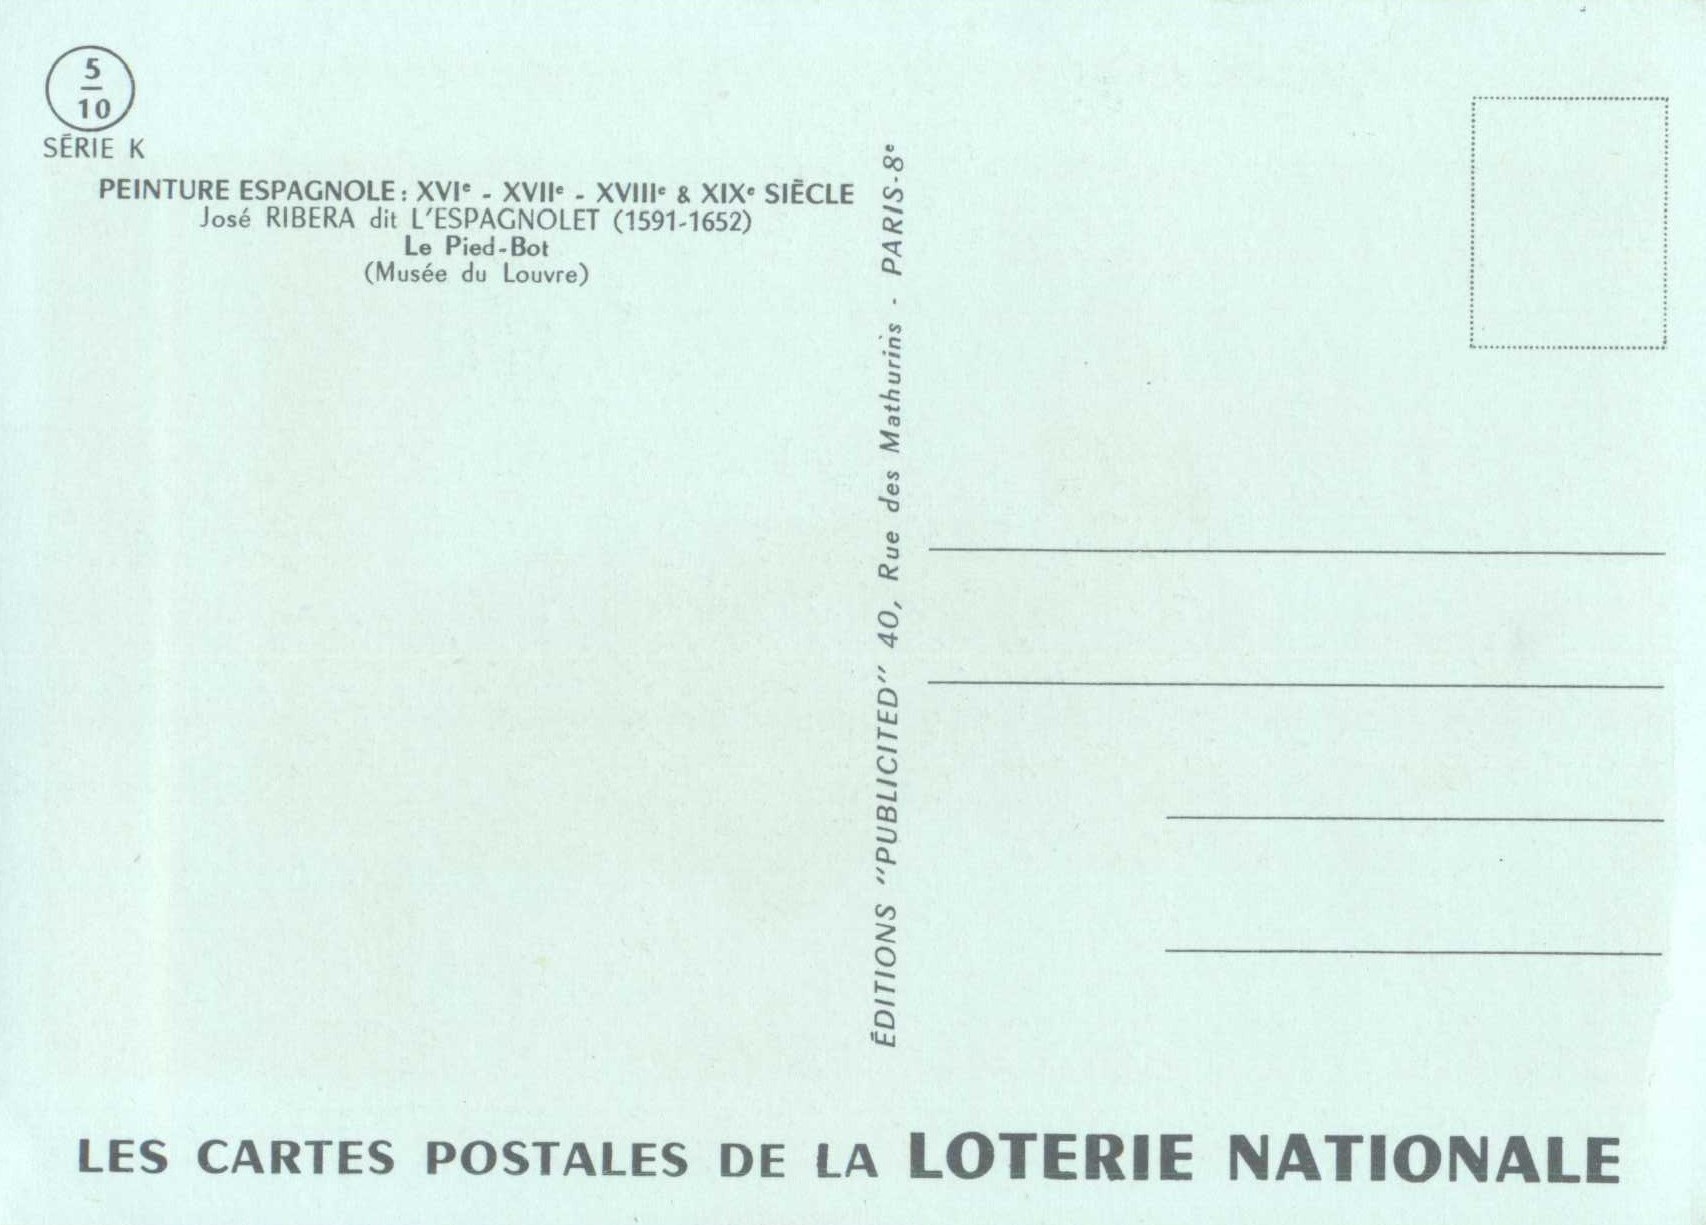 5
10
SÉRIE K
PEINTURE ESPAGNOLE : XVIe - XVIIe - XVIIIe & XIXe SIÈCLE
José RIBERA dit L'ESPAGNOLET (1591-1652)
Le Pied-Bot
(Musée du Louvre)
ÉDITIONS "PUBLICITED" 40, Rue des Mathurins - PARIS-8e
LES CARTES POSTALES DE LA LOTERIE NATIONALE